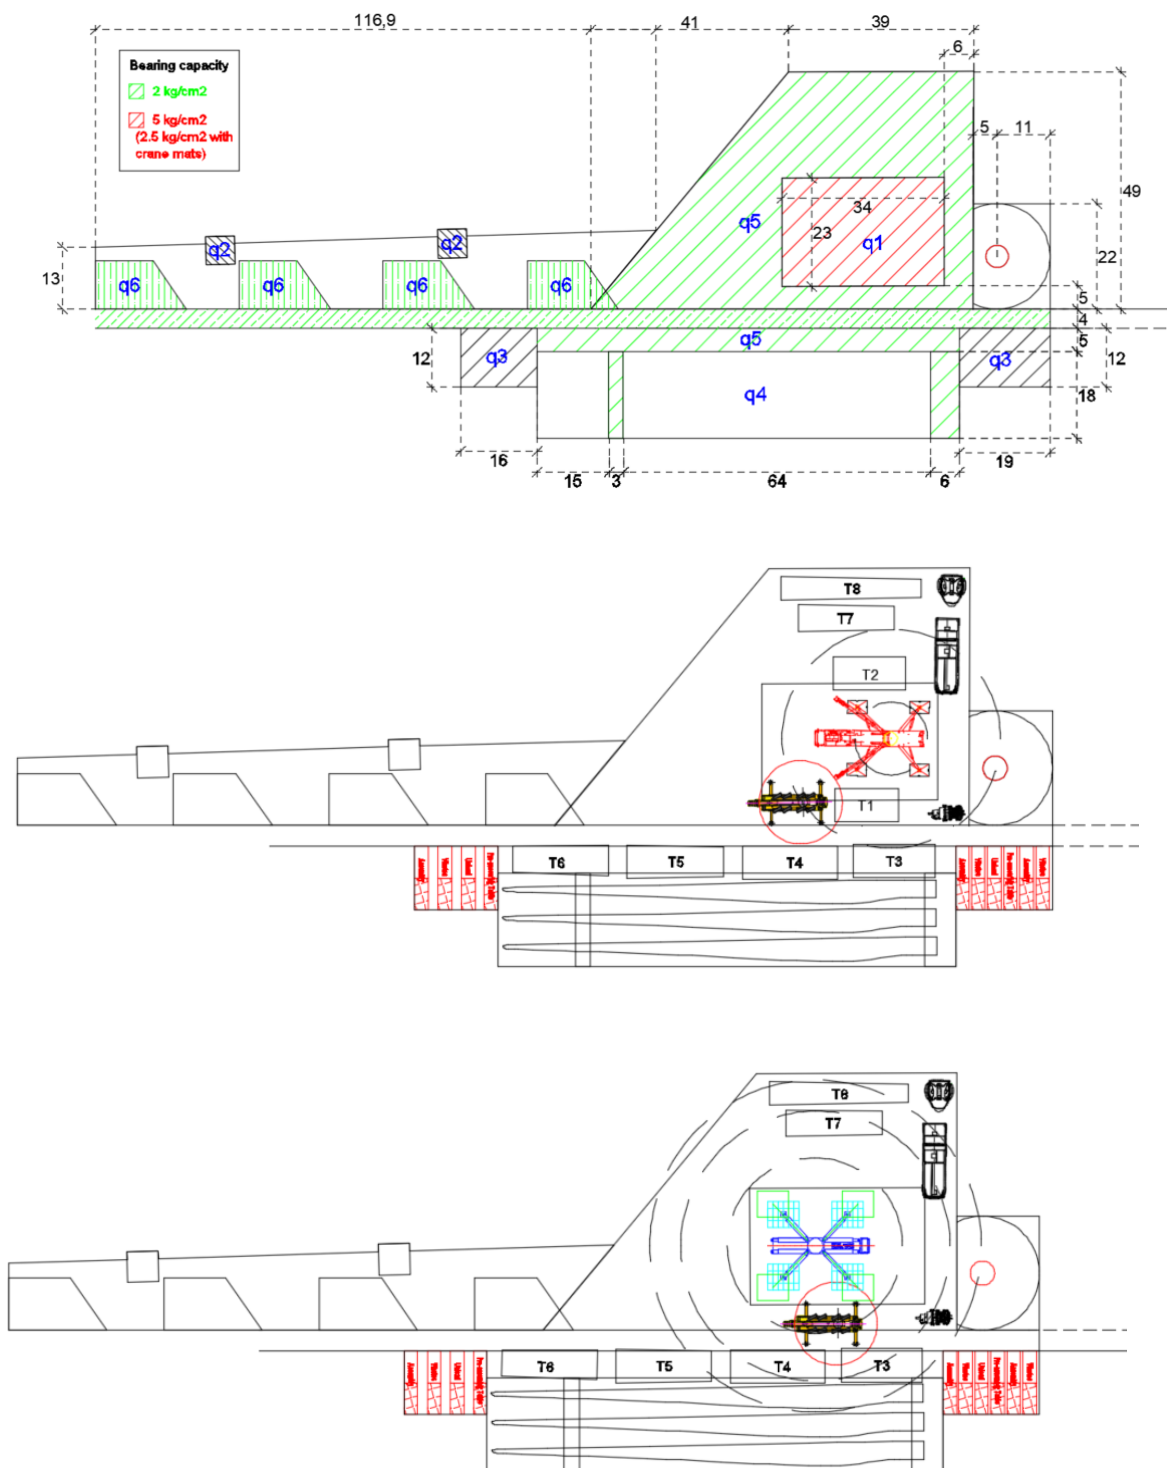 116,9
41
39
6
Bearing capacity
2 kg/cm2
5 kg/cm2
(2.5 kg/cm2 with
crane mats)
5
11
49
34
q5
q1
23
22
q2
q2
13
q6
q6
q6
q6
5
4
5
q5
12
q3
q3
12
q4
18
16
19
15
3
64
6
T8
T7
T2
T1
T6
T5
T4
T3
T7
T6
T5
T4
T3